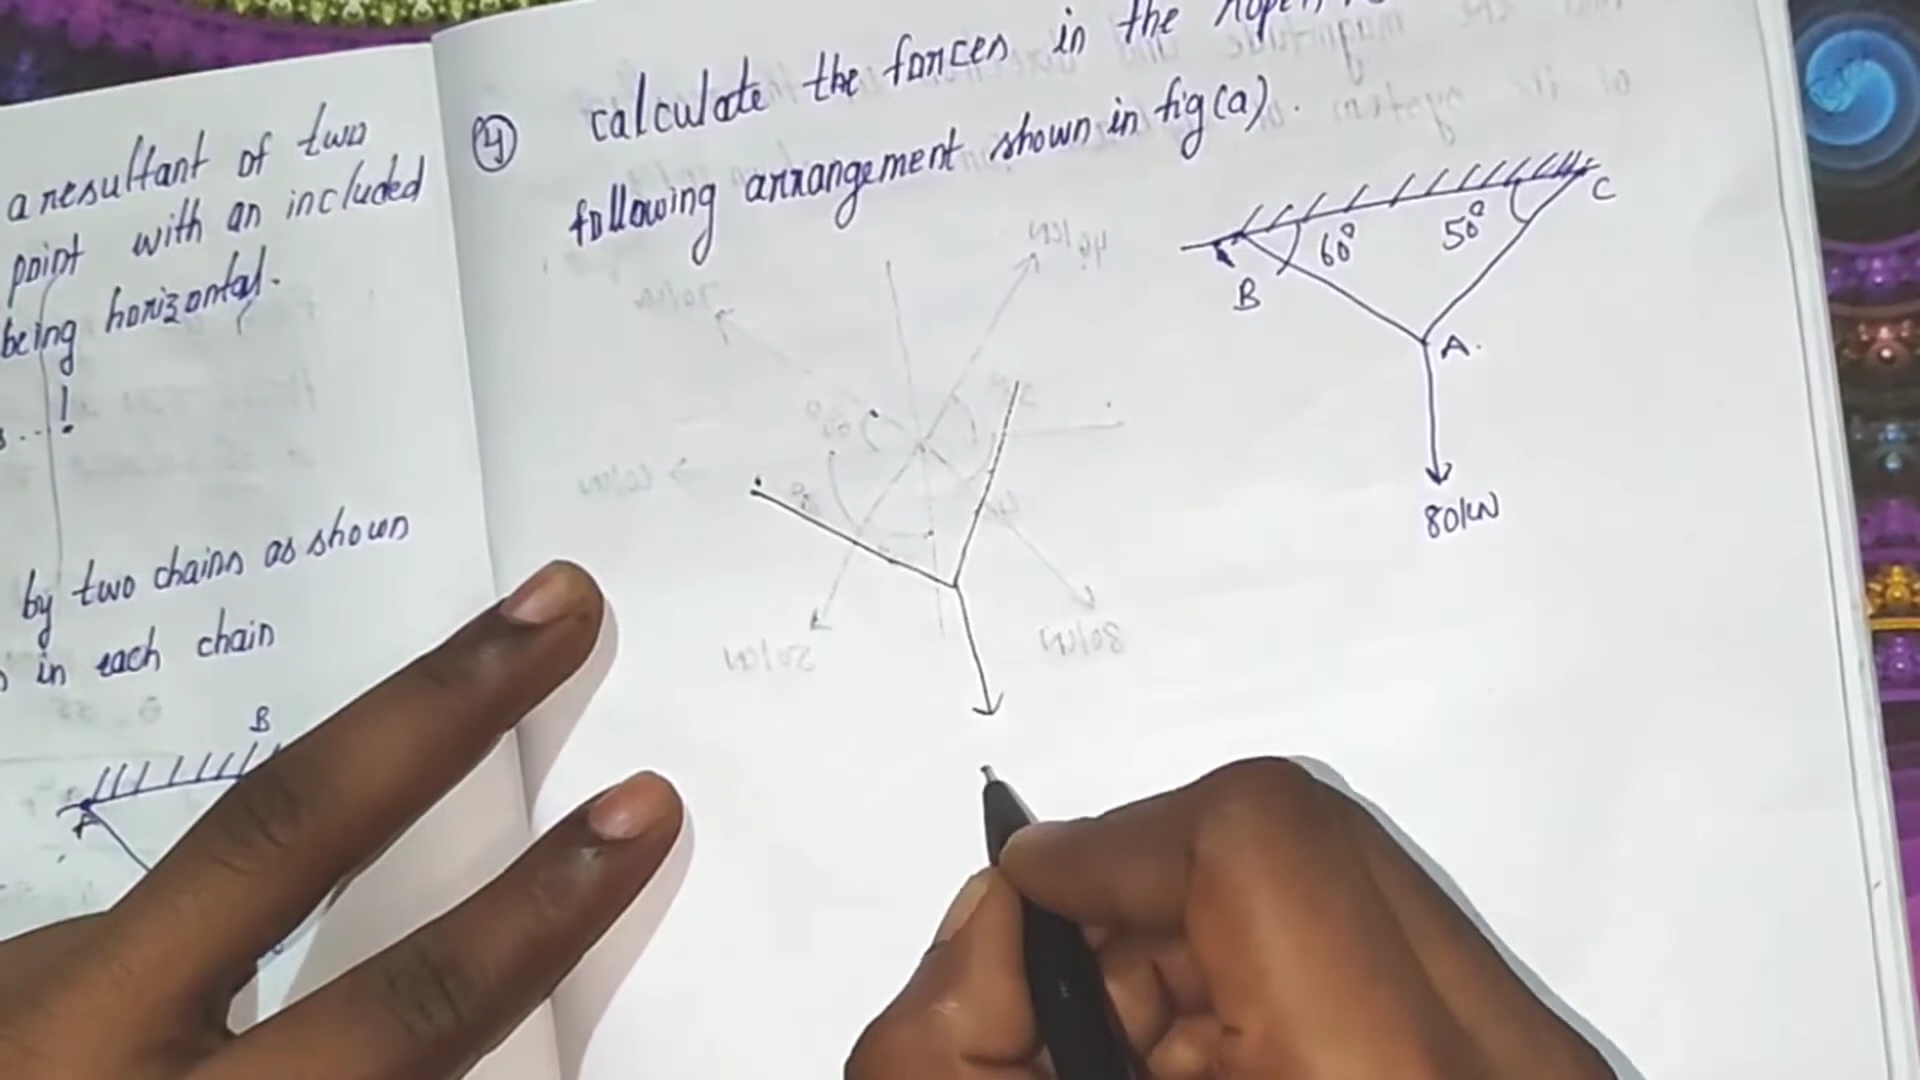 a resultant of two
point with an included
being horizontal.
...!
by two chains as shown
in each chain
B
A
④ calculate the forces in the
following arrangement shown in fig(a).
60°
50°
C
B
A.
80kN